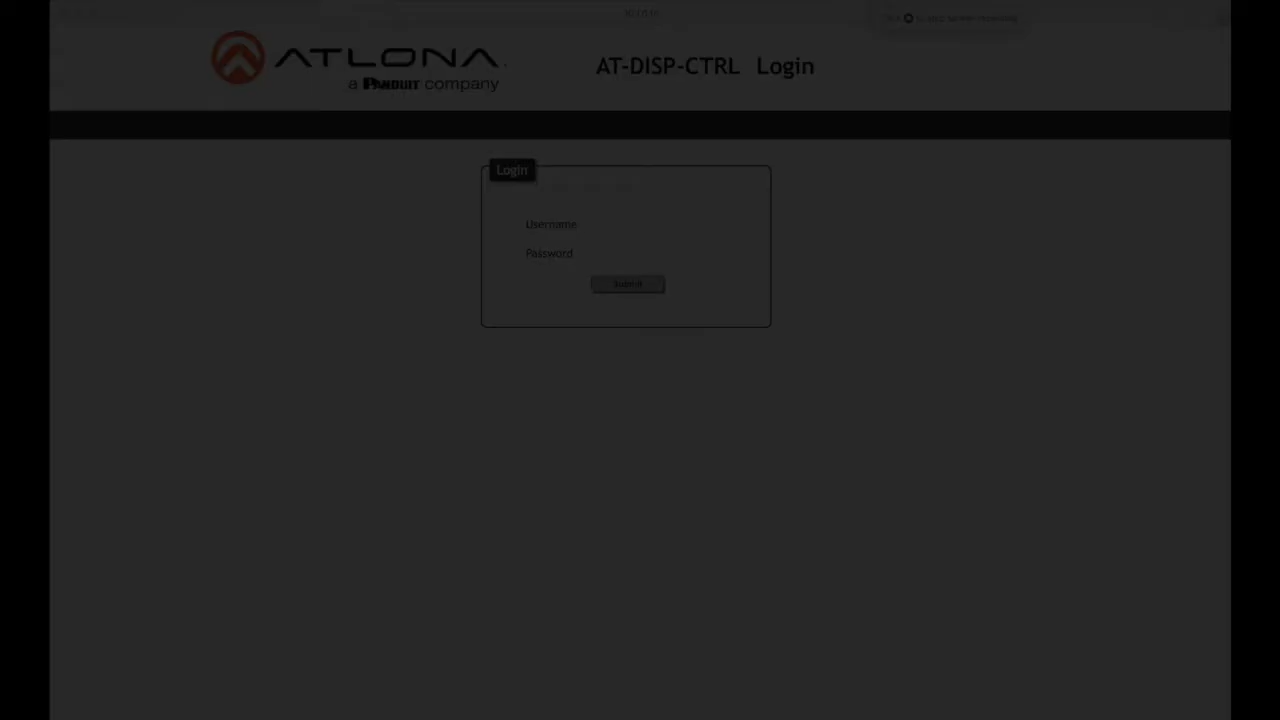 ATLONA
a PANDUIT company
AT-DISP-CTRL Login
Login
Username
Password
Submit